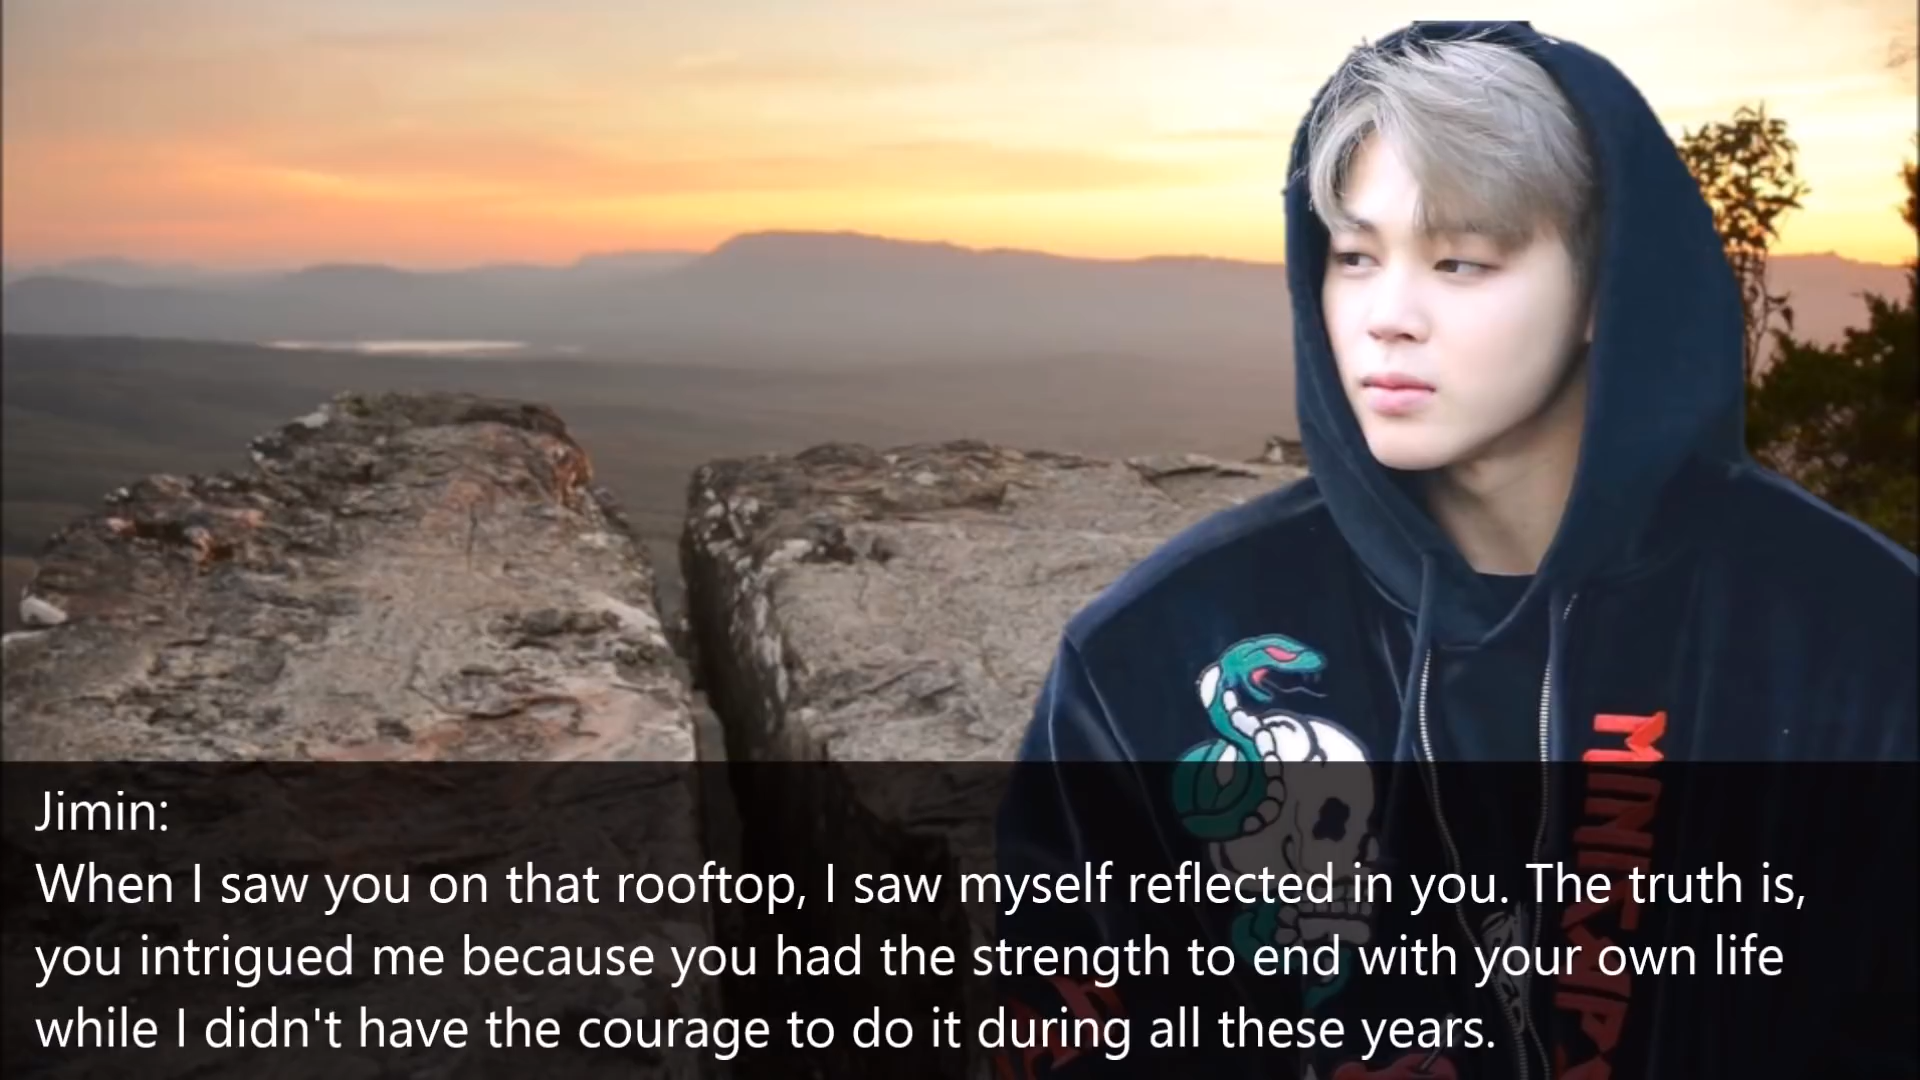 Jimin:
When I saw you on that rooftop, I saw myself reflected in you. The truth is,
you intrigued me because you had the strength to end with your own life
while I didn't have the courage to do it during all these years.